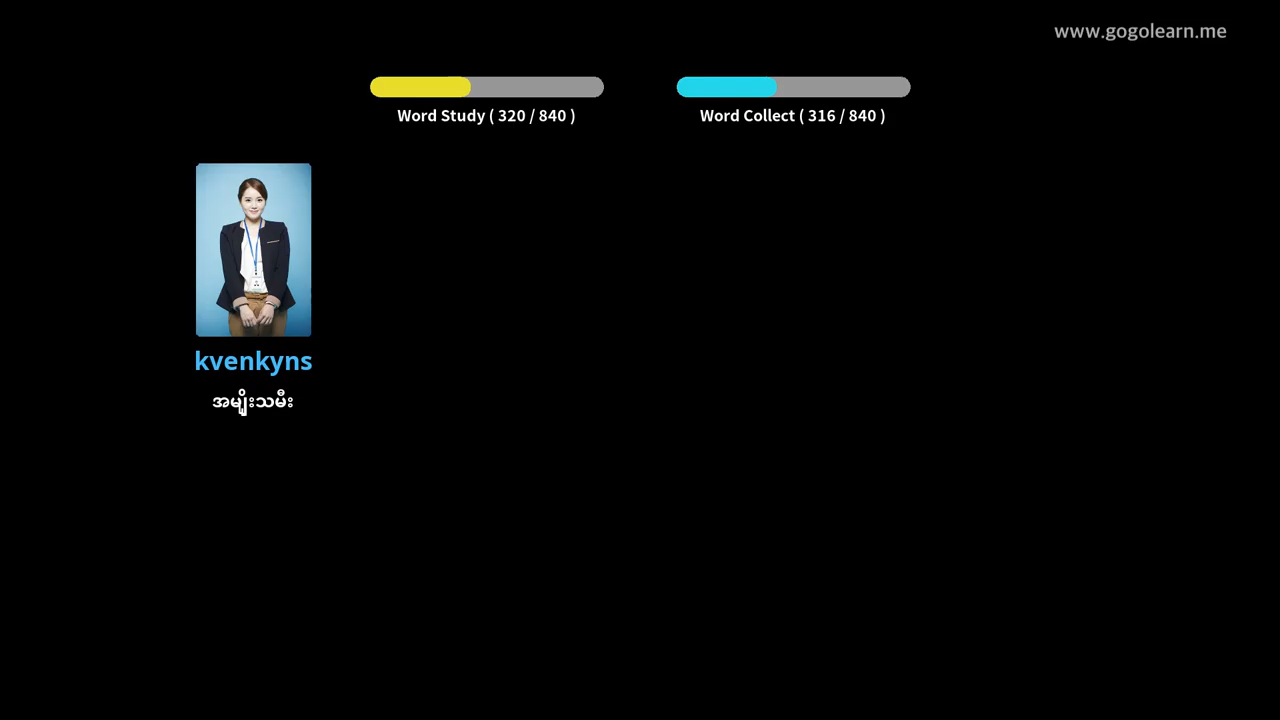 www.gogolearn.me
Word Study ( 320 / 840 )
Word Collect ( 316 / 840 )
kvenkyns
အမျိုးသမီး